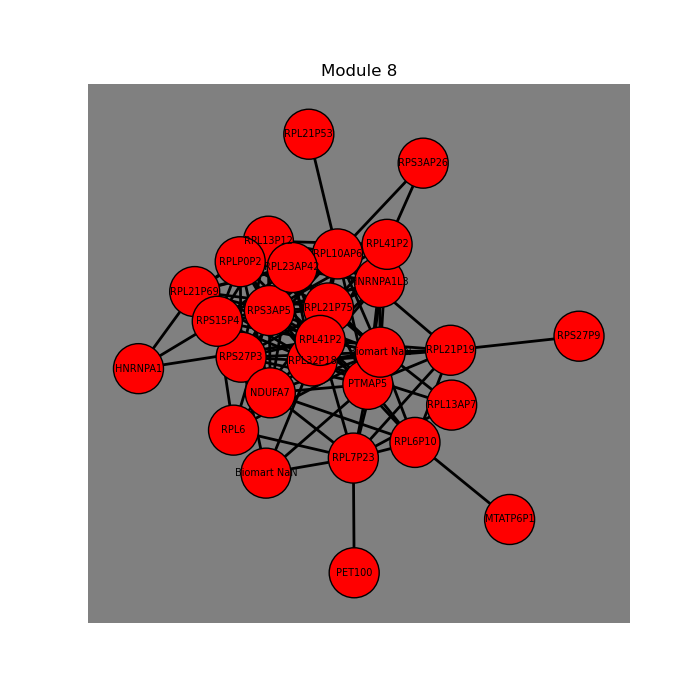 Module 8
RPL21P53
RPS3AP26
RPL13P12
RPL41P2
RPL10AP6
RPLP0P2
RPL23AP42
HNRNPA1L3
RPL21P69
RPL21P75
RPS3AP5
RPS15P4
RPS27P9
RPL41P2
RPL21P19
Biomart NaN
RPS27P3
RPL32P18
HNRNPA1
PTMAP5
NDUFA7
RPL13AP7
RPL6
RPL6P10
RPL7P23
Biomart NaN
MTATP6P1
PET100